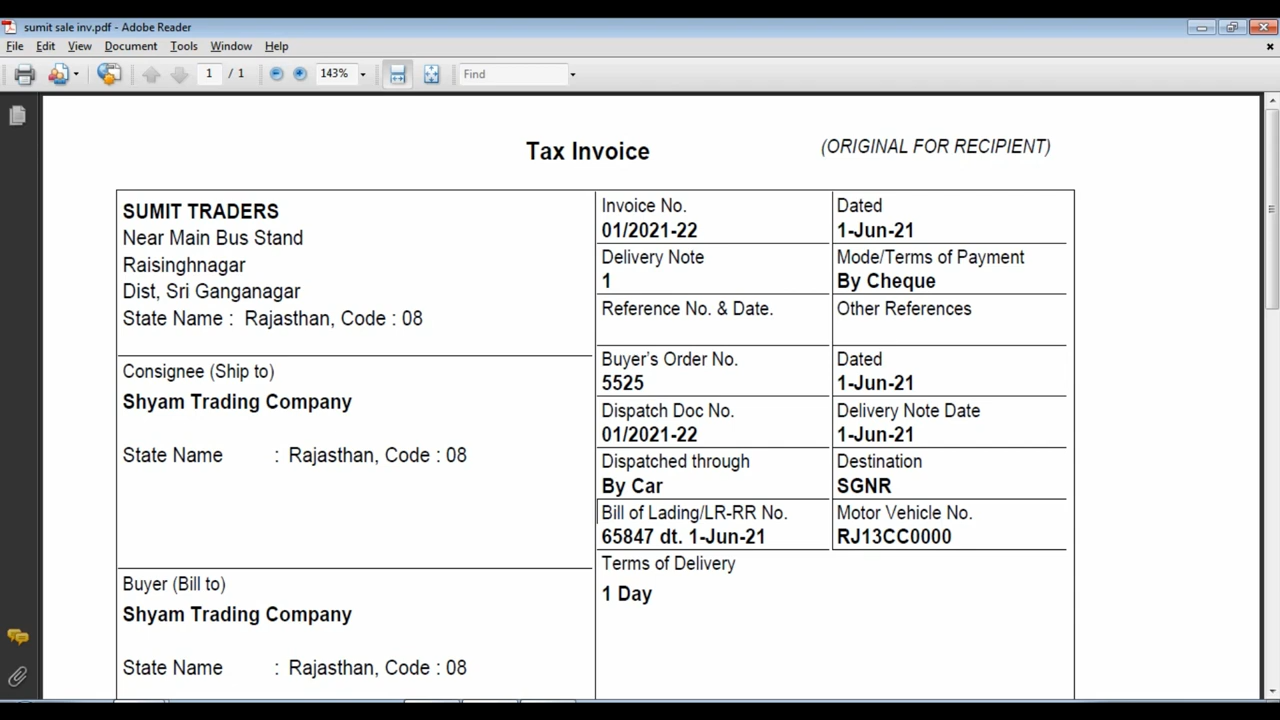 sumit sale inv.pdf - Adobe Reader
File Edit View Document Tools Window Help
1 / 1 143% Find
Tax Invoice
(ORIGINAL FOR RECIPIENT)
SUMIT TRADERS
Near Main Bus Stand
Raisinghnagar
Dist, Sri Ganganagar
State Name : Rajasthan, Code : 08
Consignee (Ship to)
Shyam Trading Company
State Name : Rajasthan, Code : 08
Buyer (Bill to)
Shyam Trading Company
State Name : Rajasthan, Code : 08
Invoice No.
01/2021-22
Dated
1-Jun-21
Delivery Note
1
Mode/Terms of Payment
By Cheque
Reference No. & Date.
Other References
Buyer's Order No.
5525
Dated
1-Jun-21
Dispatch Doc No.
01/2021-22
Delivery Note Date
1-Jun-21
Dispatched through
By Car
Destination
SGNR
Bill of Lading/LR-RR No.
65847 dt. 1-Jun-21
Motor Vehicle No.
RJ13CC0000
Terms of Delivery
1 Day